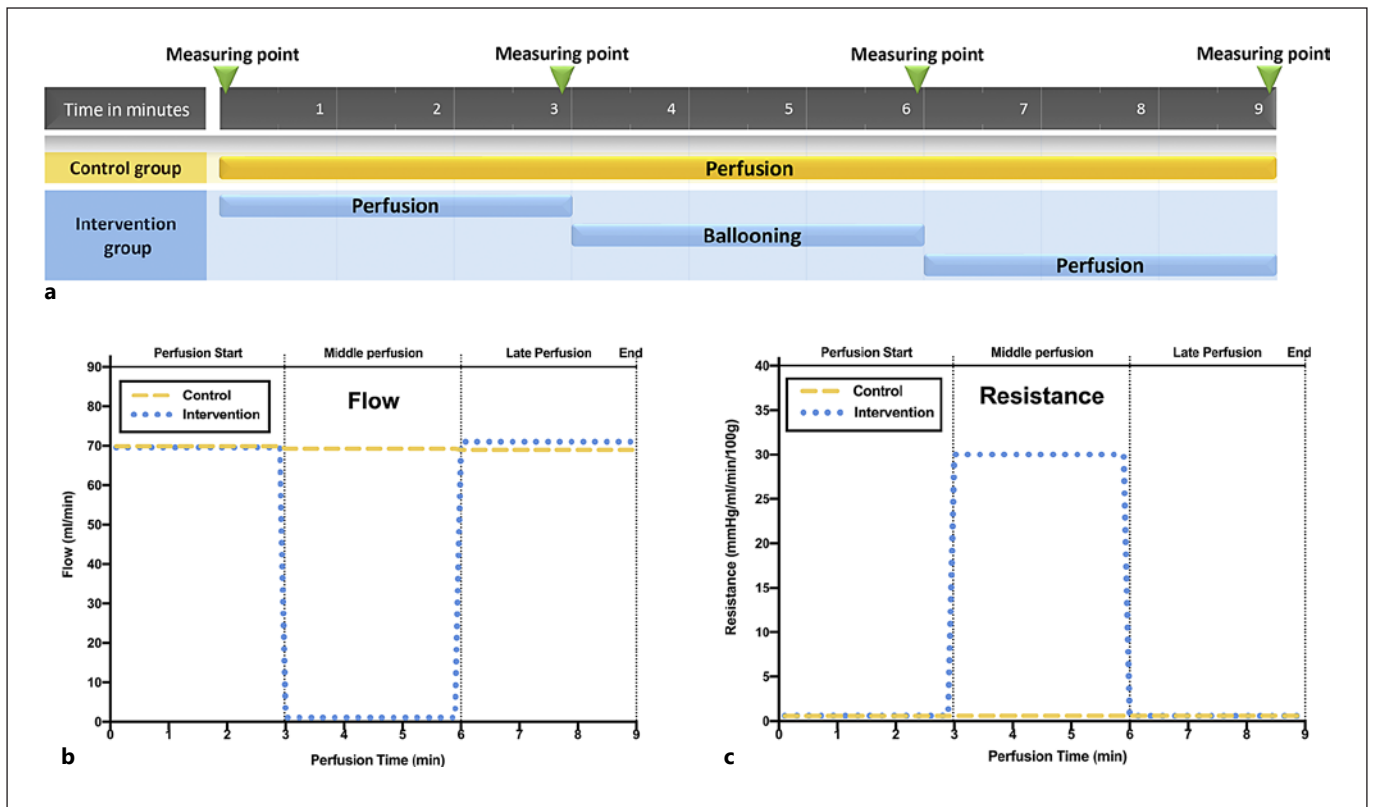 Measuring point Measuring point Measuring point Measuring point
Time in minutes 1 2 3 4 5 6 7 8 9
Control group Perfusion
Intervention group
Perfusion
Ballooning
Perfusion
a
Perfusion Start Middle perfusion Late Perfusion End
90
80
70
60
50
40
30
20
10
0
Flow (ml/min)
Control
Intervention
Flow
0 1 2 3 4 5 6 7 8 9
Perfusion Time (min)
b
Perfusion Start Middle perfusion Late Perfusion End
40
35
30
25
20
15
10
5
0
Resistance (mmHg/ml/min/100g)
Control
Intervention
Resistance
0 1 2 3 4 5 6 7 8 9
Perfusion Time (min)
c